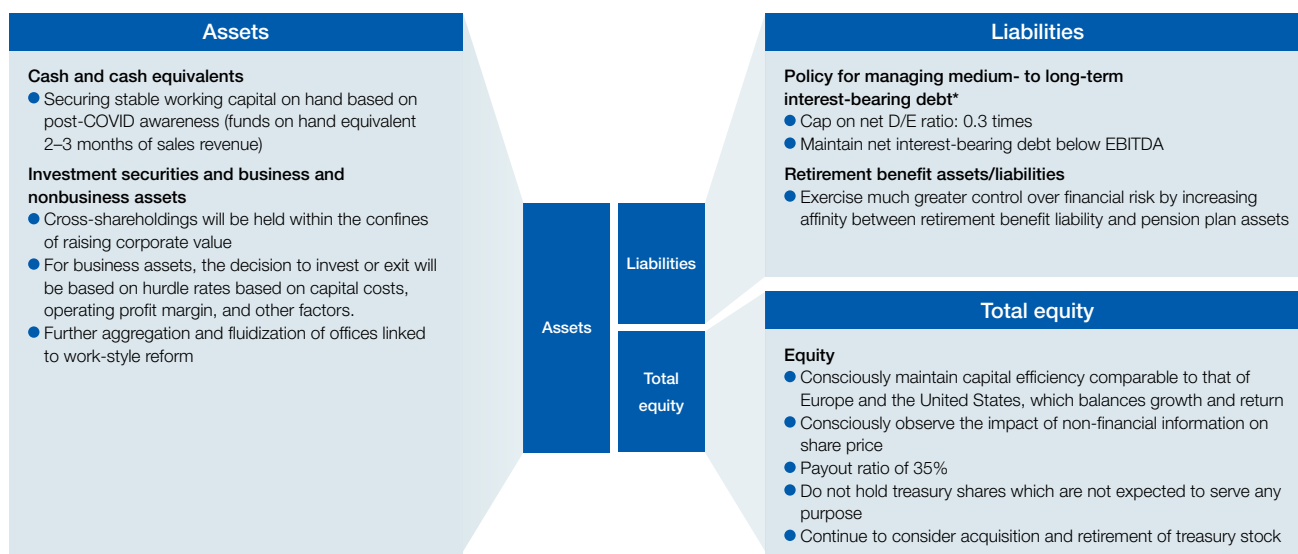 Assets
Cash and cash equivalents
● Securing stable working capital on hand based on
post-COVID awareness (funds on hand equivalent
2–3 months of sales revenue)
Investment securities and business and
nonbusiness assets
● Cross-shareholdings will be held within the confines
of raising corporate value
● For business assets, the decision to invest or exit will
be based on hurdle rates based on capital costs,
operating profit margin, and other factors.
● Further aggregation and fluidization of offices linked
to work-style reform
Assets
Liabilities
Total
equity
Liabilities
Policy for managing medium- to long-term
interest-bearing debt*
● Cap on net D/E ratio: 0.3 times
● Maintain net interest-bearing debt below EBITDA
Retirement benefit assets/liabilities
● Exercise much greater control over financial risk by increasing
affinity between retirement benefit liability and pension plan assets
Total equity
Equity
● Consciously maintain capital efficiency comparable to that of
Europe and the United States, which balances growth and return
● Consciously observe the impact of non-financial information on
share price
● Payout ratio of 35%
● Do not hold treasury shares which are not expected to serve any
purpose
● Continue to consider acquisition and retirement of treasury stock